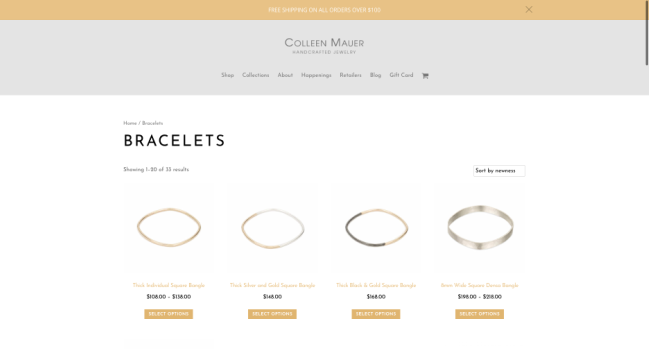 FREE SHIPPING ON ALL ORDERS OVER $100
COLLEEN MAUER
HANDCRAFTED JEWELRY
Shop Collections About Happenings Retailers Blog Gift Card
Home / Bracelets
BRACELETS
Showing 1–20 of 33 results
Sort by newness
Thick Individual Square Bangle
$108.00 – $158.00
SELECT OPTIONS
Thick Silver and Gold Square Bangle
$148.00
SELECT OPTIONS
Thick Black & Gold Square Bangle
$168.00
SELECT OPTIONS
8mm Wide Square Domed Bangle
$198.00 – $218.00
SELECT OPTIONS